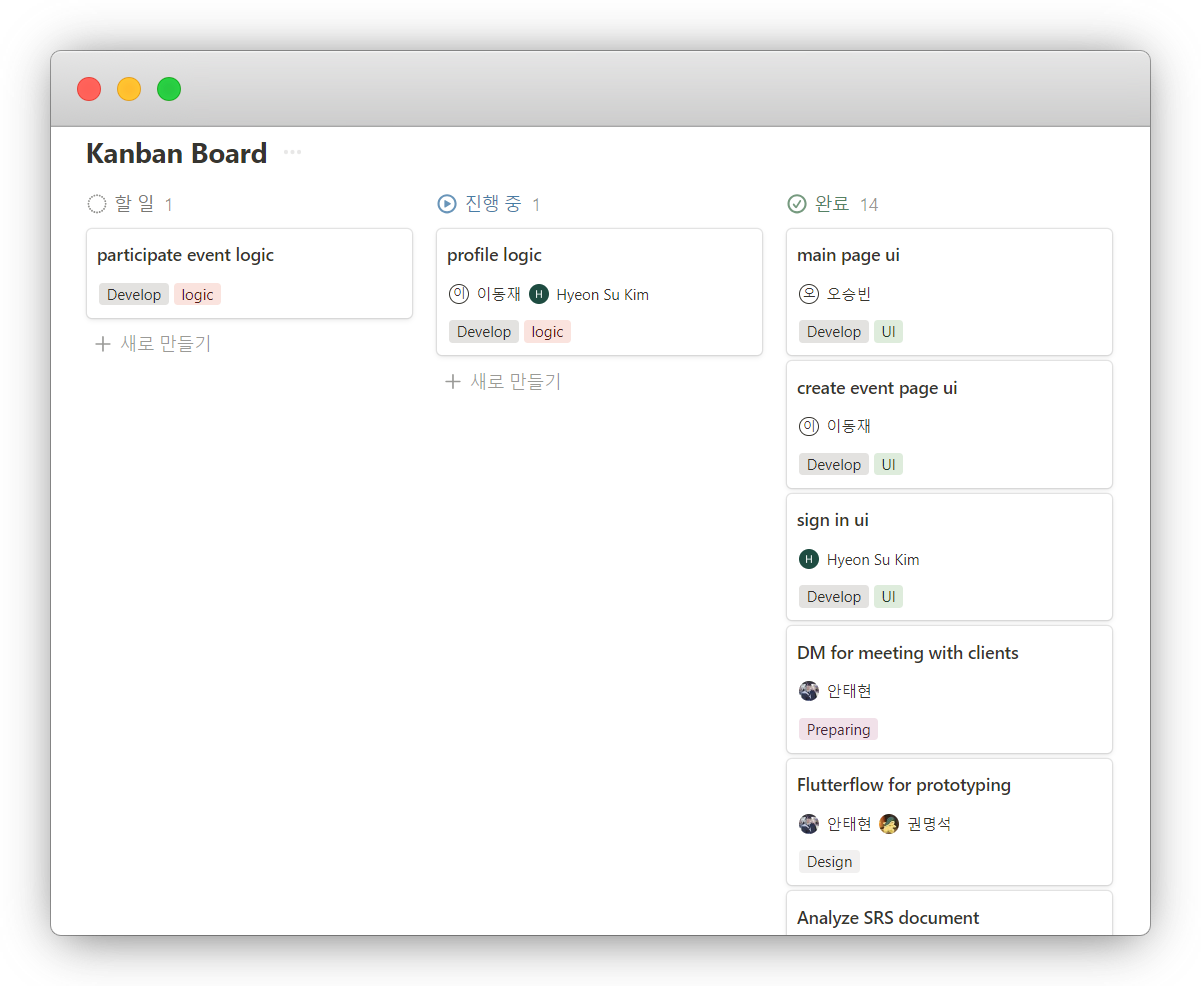 Kanban Board
할 일 1
participate event logic
Develop logic
새로 만들기
진행 중 1
profile logic
이 이동재 H Hyeon Su Kim
Develop logic
새로 만들기
완료 14
main page ui
오 오승빈
Develop UI
create event page ui
이 이동재
Develop UI
sign in ui
H Hyeon Su Kim
Develop UI
DM for meeting with clients
안태현
Preparing
Flutterflow for prototyping
안태현 권명석
Design
Analyze SRS document